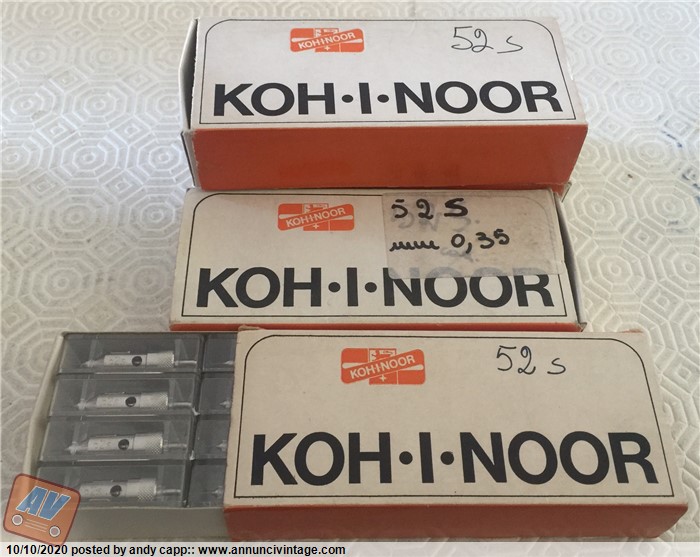 KOH-I-NOOR
52 s
KOH·I·NOOR
KOH-I-NOOR
52 S
mm 0,35
KOH·I·NOOR
KOH-I-NOOR
52 s
KOH·I·NOOR
AV
10/10/2020 posted by andy capp:: www.annuncivintage.com